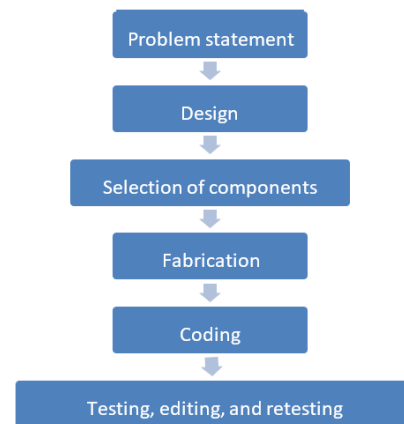 Problem statement
Design
Selection of components
Fabrication
Coding
Testing, editing, and retesting